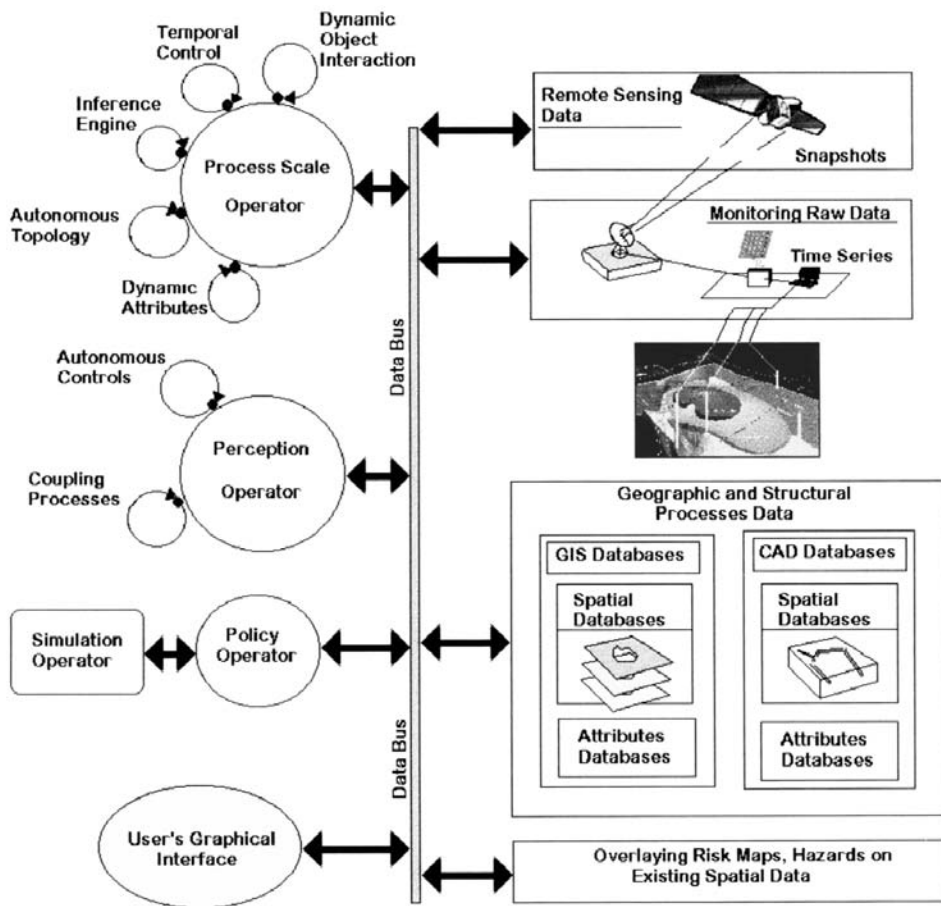 Temporal
Control
Dynamic
Object
Interaction
Inference
Engine
Process Scale
Operator
Autonomous
Topology
Dynamic
Attributes
Autonomous
Controls
Perception
Operator
Coupling
Processes
Simulation
Operator
Policy
Operator
User's Graphical
Interface
Data Bus
Data Bus
Remote Sensing
Data
Snapshots
Monitoring Raw Data
Time Series
Geographic and Structural
Processes Data
GIS Databases
Spatial
Databases
Attributes
Databases
CAD Databases
Spatial
Databases
Attributes
Databases
Overlaying Risk Maps, Hazards on
Existing Spatial Data